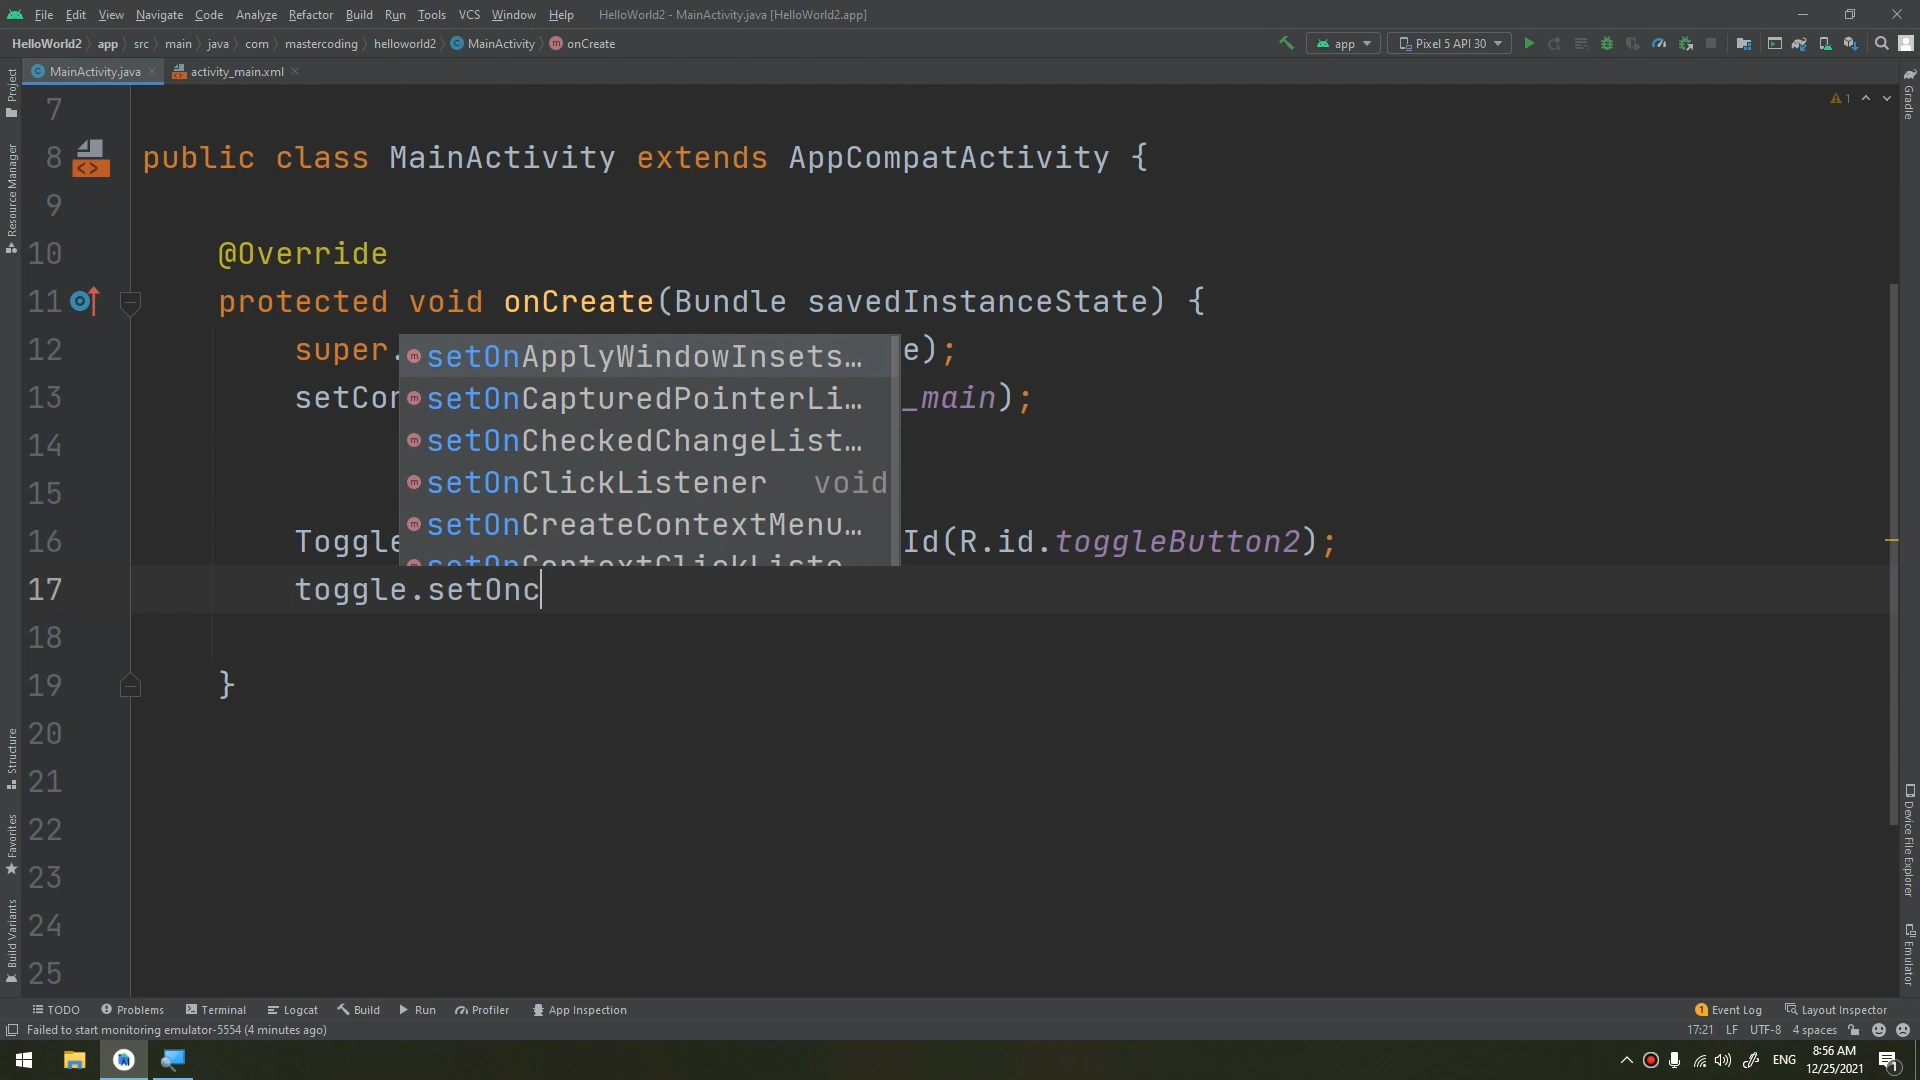 File Edit View Navigate Code Analyze Refactor Build Run Tools VCS Window Help HelloWorld2 - MainActivity.java [HelloWorld2.app]
HelloWorld2 app src main java com mastercoding helloworld2 MainActivity onCreate app Pixel 5 API 30
MainActivity.java activity_main.xml
1
Project
Resource Manager
Structure
Favorites
Build Variants
7
8 public class MainActivity extends AppCompatActivity {
9
10 @Override
11 protected void onCreate(Bundle savedInstanceState) {
12 super. e);
13 setCon _main);
14
15
16 Toggle Id(R.id.toggleButton2);
17 toggle.setOnc
18
19 }
20
21
22
23
24
25
setOnApplyWindowInsets…
setOnCapturedPointerLi…
setOnCheckedChangeList…
setOnClickListener void
setOnCreateContextMenu…
setOnContextClickListe
Gradle
Device File Explorer
Emulator
TODO Problems Terminal Logcat Build Run Profiler App Inspection 1 Event Log Layout Inspector
Failed to start monitoring emulator-5554 (4 minutes ago) 17:21 LF UTF-8 4 spaces
ENG 8:56 AM
12/25/2021
1